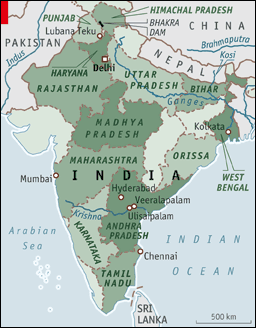 HIMACHAL PRADESH
PUNJAB
BHAKRA
DAM
CHINA
Lubana Teku
PAKISTAN
Brahmaputra
Indus
HARYANA
Delhi
NEPAL
Kosi
RAJASTHAN
UTTAR
PRADESH
BIHAR
Ganges
MADHYA
PRADESH
Kolkata
MAHARASHTRA
ORISSA
Mumbai
INDIA
WEST
BENGAL
Hyderabad
Veeralapalam
Krishna
Ulisaipalam
Arabian
Sea
ANDHRA
PRADESH
INDIAN
OCEAN
KARNATAKA
Chennai
TAMIL
NADU
SRI
LANKA
500 km